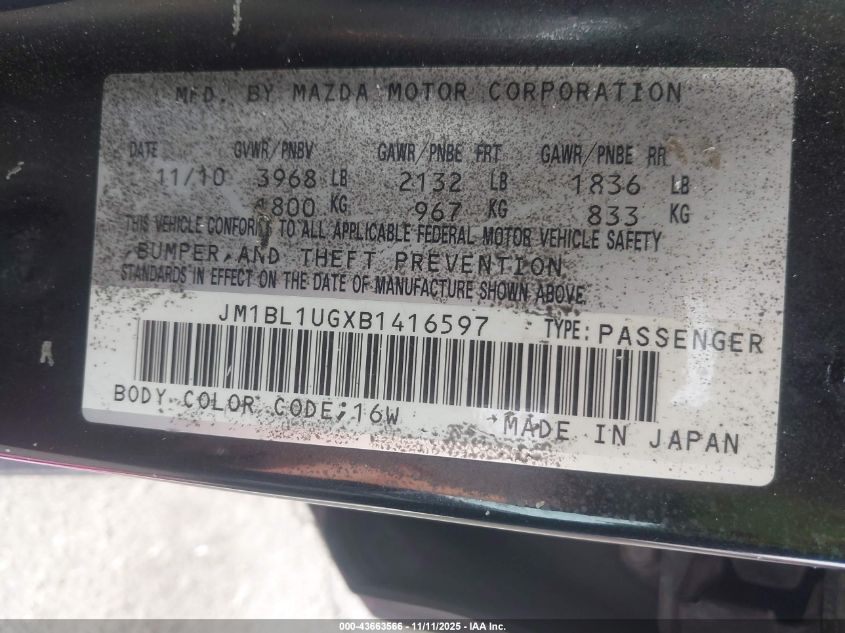 MFD. BY MAZDA MOTOR CORPORATION
DATE GVWR/PNBV GAWR/PNBE FRT GAWR/PNBE RR
11/10 3968 LB 2132 LB 1836 LB
1800 KG 967 KG 833 KG
THIS VEHICLE CONFORMS TO ALL APPLICABLE FEDERAL MOTOR VEHICLE SAFETY
,BUMPER,AND THEFT PREVENTION
STANDARDS IN EFFECT ON THE DATE OF MANUFACTURE SHOWN ABOVE.
JM1BL1UGXB1416597 TYPE: PASSENGER
BODY COLOR CODE;16W MADE IN JAPAN
000-43663566 - 11/11/2025 - IAA Inc.